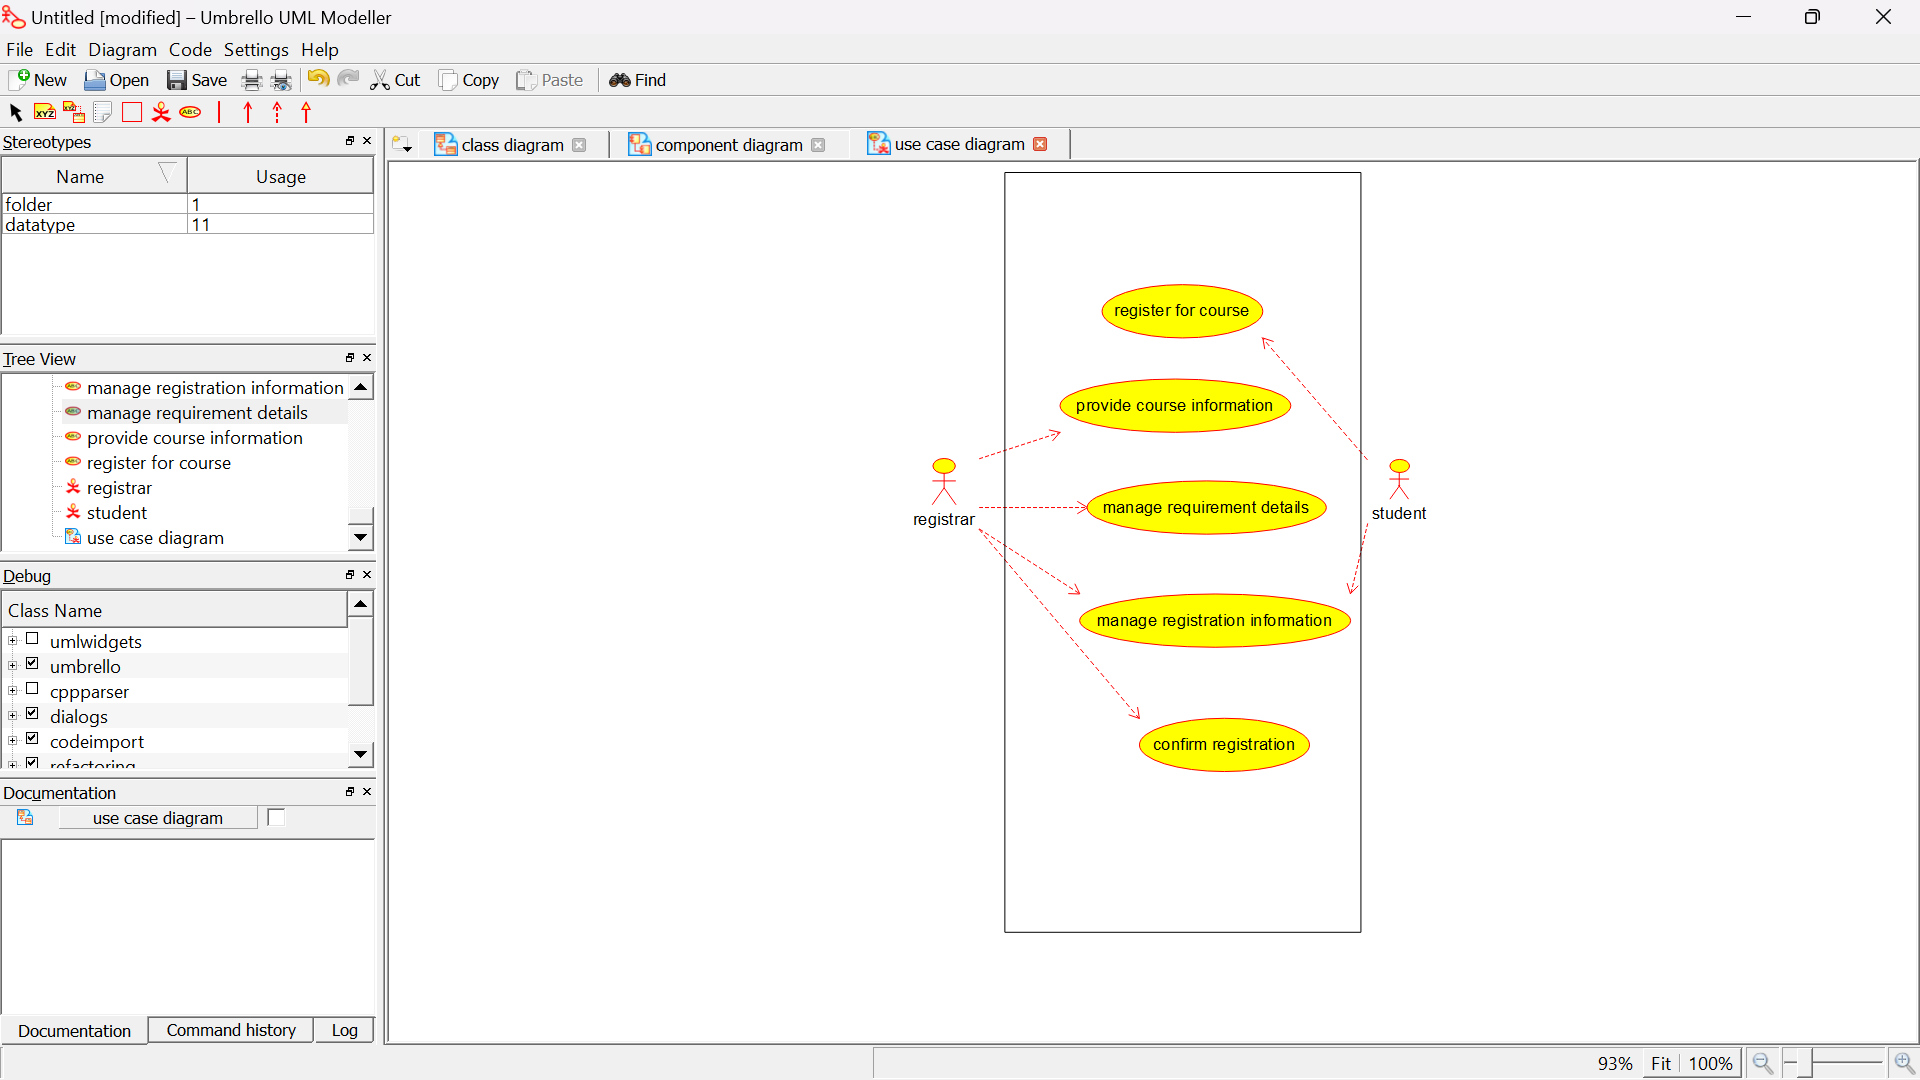 Untitled [modified] – Umbrello UML Modeller
File Edit Diagram Code Settings Help
New Open Save Cut Copy Paste Find
Stereotypes
Name Usage
folder 1
datatype 11
Tree View
manage registration information
manage requirement details
provide course information
register for course
registrar
student
use case diagram
Debug
Class Name
umlwidgets
umbrello
cppparser
dialogs
codeimport
refactoring
Documentation
use case diagram
Documentation Command history Log
class diagram component diagram use case diagram
register for course
provide course information
manage requirement details
manage registration information
confirm registration
registrar
student
93% Fit 100%